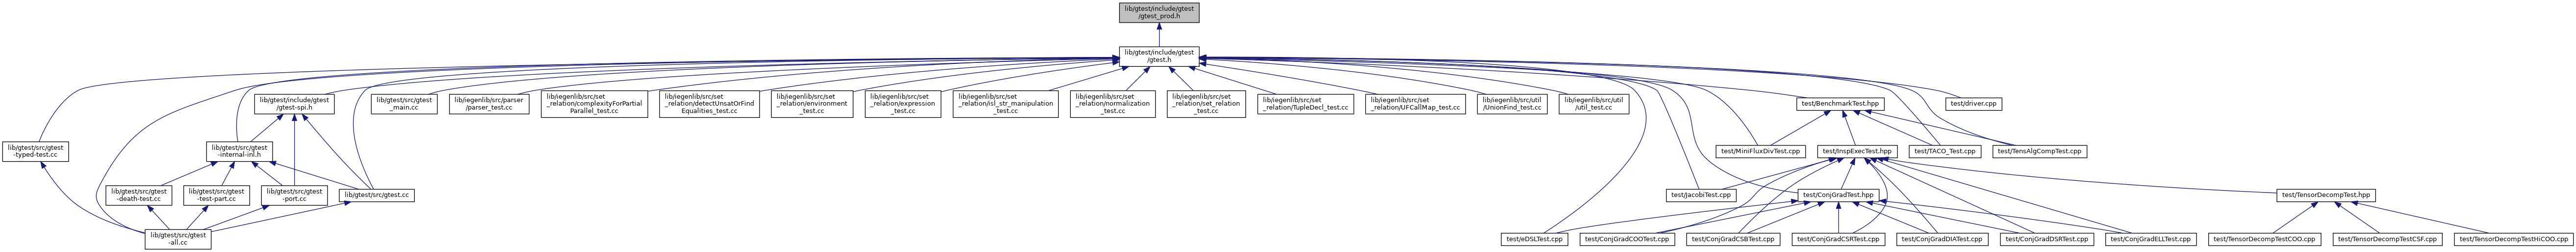 lib/gtest/include/gtest
/gtest_prod.h
lib/gtest/include/gtest
/gtest.h
lib/gtest/include/gtest
/gtest-spi.h
lib/gtest/src/gtest
_main.cc
lib/iegenlib/src/parser
/parser_test.cc
lib/iegenlib/src/set
_relation/complexityForPartial
Parallel_test.cc
lib/iegenlib/src/set
_relation/detectUnsatOrFind
Equalities_test.cc
lib/iegenlib/src/set
_relation/environment
_test.cc
lib/iegenlib/src/set
_relation/expression
_test.cc
lib/iegenlib/src/set
_relation/isl_str_manipulation
_test.cc
lib/iegenlib/src/set
_relation/normalization
_test.cc
lib/iegenlib/src/set
_relation/set_relation
_test.cc
lib/iegenlib/src/set
_relation/TupleDecl_test.cc
lib/iegenlib/src/set
_relation/UFCallMap_test.cc
lib/iegenlib/src/util
/UnionFind_test.cc
lib/iegenlib/src/util
/util_test.cc
test/BenchmarkTest.hpp
test/driver.cpp
lib/gtest/src/gtest
-typed-test.cc
lib/gtest/src/gtest
-internal-inl.h
test/MiniFluxDivTest.cpp
test/InspExecTest.hpp
test/TACO_Test.cpp
test/TensAlgCompTest.cpp
lib/gtest/src/gtest
-death-test.cc
lib/gtest/src/gtest
-test-part.cc
lib/gtest/src/gtest
-port.cc
lib/gtest/src/gtest.cc
test/JacobiTest.cpp
test/ConjGradTest.hpp
test/TensorDecompTest.hpp
lib/gtest/src/gtest
-all.cc
test/eDSLTest.cpp
test/ConjGradCOOTest.cpp
test/ConjGradCSBTest.cpp
test/ConjGradCSRTest.cpp
test/ConjGradDIATest.cpp
test/ConjGradDSRTest.cpp
test/ConjGradELLTest.cpp
test/TensorDecompTestCOO.cpp
test/TensorDecompTestCSF.cpp
test/TensorDecompTestHiCOO.cpp